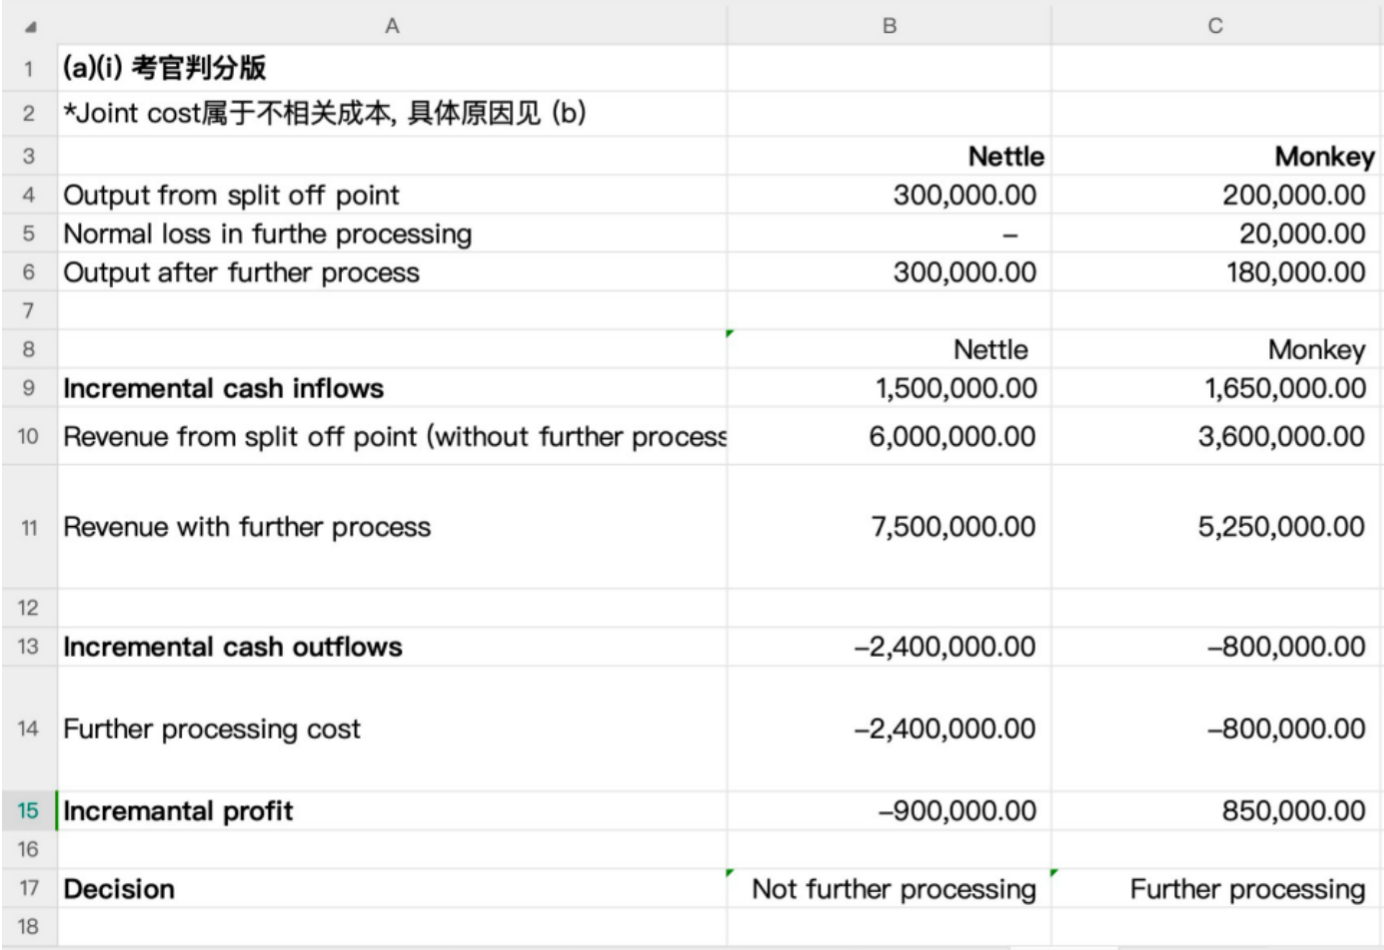 A B C
1 (a)(i) 考官判分版
2 *Joint cost属于不相关成本, 具体原因见 (b)
3 Nettle Monkey
4 Output from split off point 300,000.00 200,000.00
5 Normal loss in furthe processing – 20,000.00
6 Output after further process 300,000.00 180,000.00
7
8 Nettle Monkey
9 Incremental cash inflows 1,500,000.00 1,650,000.00
10 Revenue from split off point (without further process 6,000,000.00 3,600,000.00
11 Revenue with further process 7,500,000.00 5,250,000.00
12
13 Incremental cash outflows –2,400,000.00 –800,000.00
14 Further processing cost –2,400,000.00 –800,000.00
15 Incremantal profit –900,000.00 850,000.00
16
17 Decision Not further processing Further processing
18